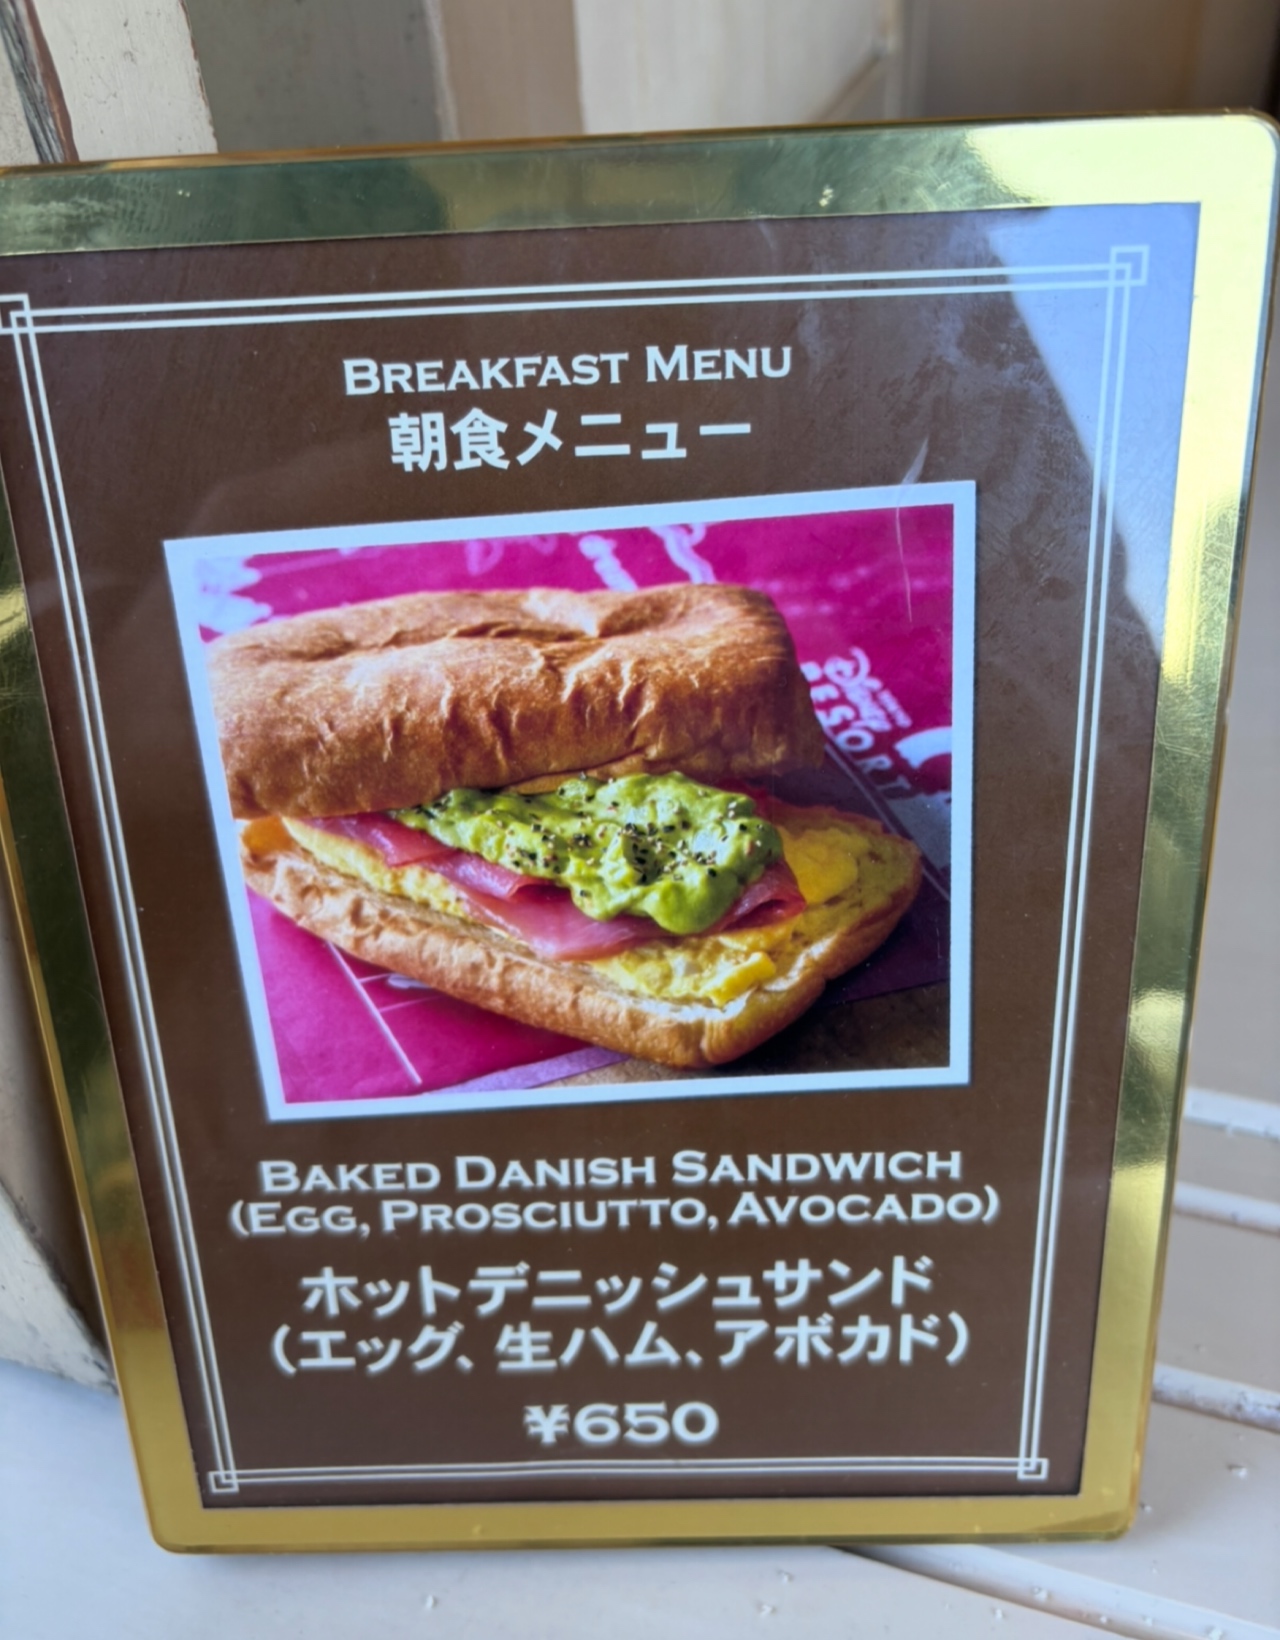 BREAKFAST MENU
朝食メニュー
RESORT
BAKED DANISH SANDWICH
(EGG, PROSCIUTTO, AVOCADO)
ホットデニッシュサンド
(エッグ、生ハム、アボカド)
¥650